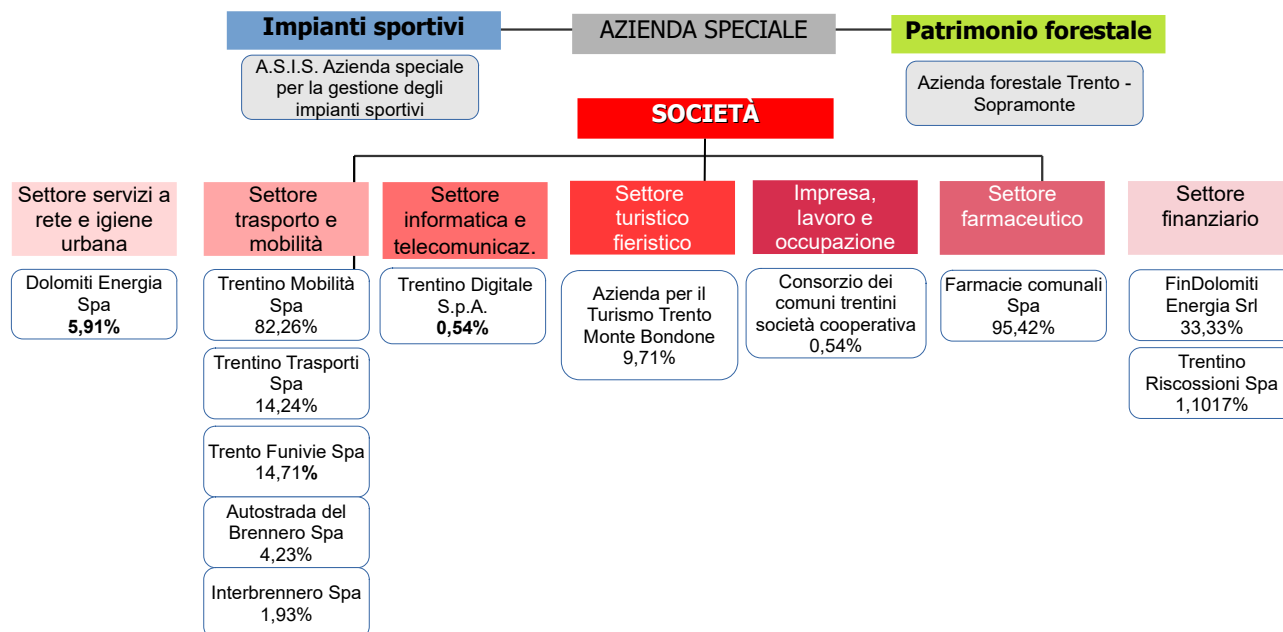 Impianti sportivi
AZIENDA SPECIALE
Patrimonio forestale
A.S.I.S. Azienda speciale
per la gestione degli
impianti sportivi
Azienda forestale Trento -
Sopramonte
SOCIETÀ
Settore servizi a
rete e igiene
urbana
Settore
trasporto e
mobilità
Settore
informatica e
telecomunicaz.
Settore
turistico
fieristico
Impresa,
lavoro e
occupazione
Settore
farmaceutico
Settore
finanziario
Dolomiti Energia
Spa
5,91%
Trentino Mobilità
Spa
82,26%
Trentino Digitale
S.p.A.
0,54%
Azienda per il
Turismo Trento
Monte Bondone
9,71%
Consorzio dei
comuni trentini
società cooperativa
0,54%
Farmacie comunali
Spa
95,42%
FinDolomiti
Energia Srl
33,33%
Trentino Trasporti
Spa
14,24%
Trentino
Riscossioni Spa
1,1017%
Trento Funivie Spa
14,71%
Autostrada del
Brennero Spa
4,23%
Interbrennero Spa
1,93%